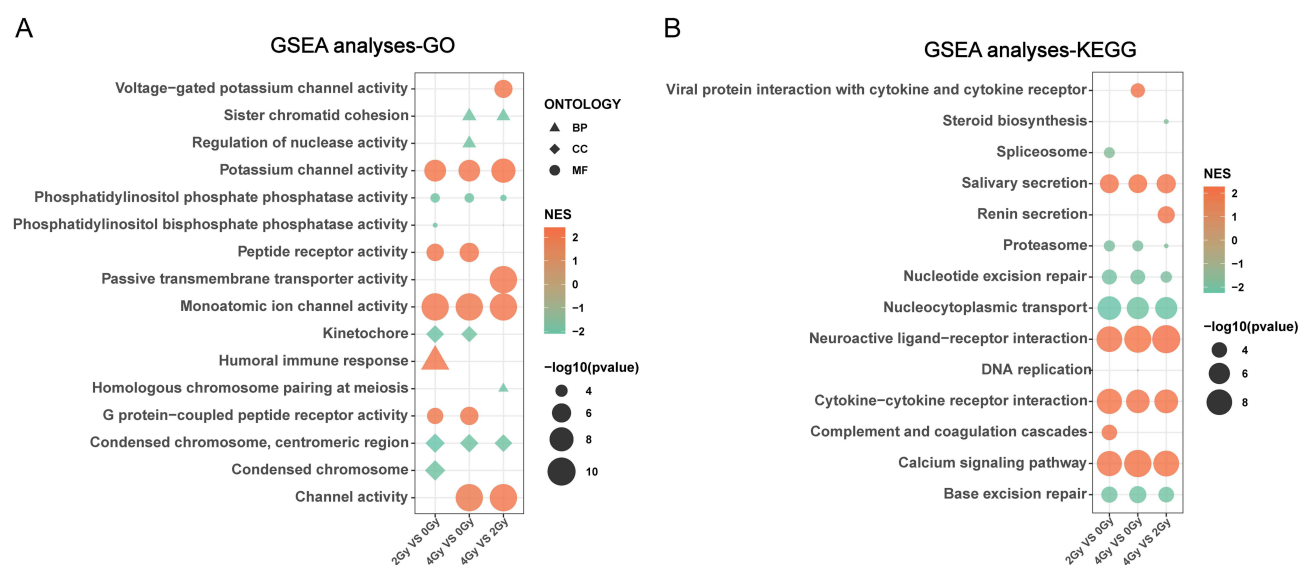 A
GSEA analyses-GO
Voltage−gated potassium channel activity
Sister chromatid cohesion
Regulation of nuclease activity
Potassium channel activity
Phosphatidylinositol phosphate phosphatase activity
Phosphatidylinositol bisphosphate phosphatase activity
Peptide receptor activity
Passive transmembrane transporter activity
Monoatomic ion channel activity
Kinetochore
Humoral immune response
Homologous chromosome pairing at meiosis
G protein−coupled peptide receptor activity
Condensed chromosome, centromeric region
Condensed chromosome
Channel activity
2Gy VS 0Gy
4Gy VS 0Gy
4Gy VS 2Gy
ONTOLOGY
BP
CC
MF
NES
2
1
0
−1
−2
−log10(pvalue)
4
6
8
10
B
GSEA analyses-KEGG
Viral protein interaction with cytokine and cytokine receptor
Steroid biosynthesis
Spliceosome
Salivary secretion
Renin secretion
Proteasome
Nucleotide excision repair
Nucleocytoplasmic transport
Neuroactive ligand−receptor interaction
DNA replication
Cytokine−cytokine receptor interaction
Complement and coagulation cascades
Calcium signaling pathway
Base excision repair
2Gy VS 0Gy
4Gy VS 0Gy
4Gy VS 2Gy
NES
2
1
0
−1
−2
−log10(pvalue)
4
6
8